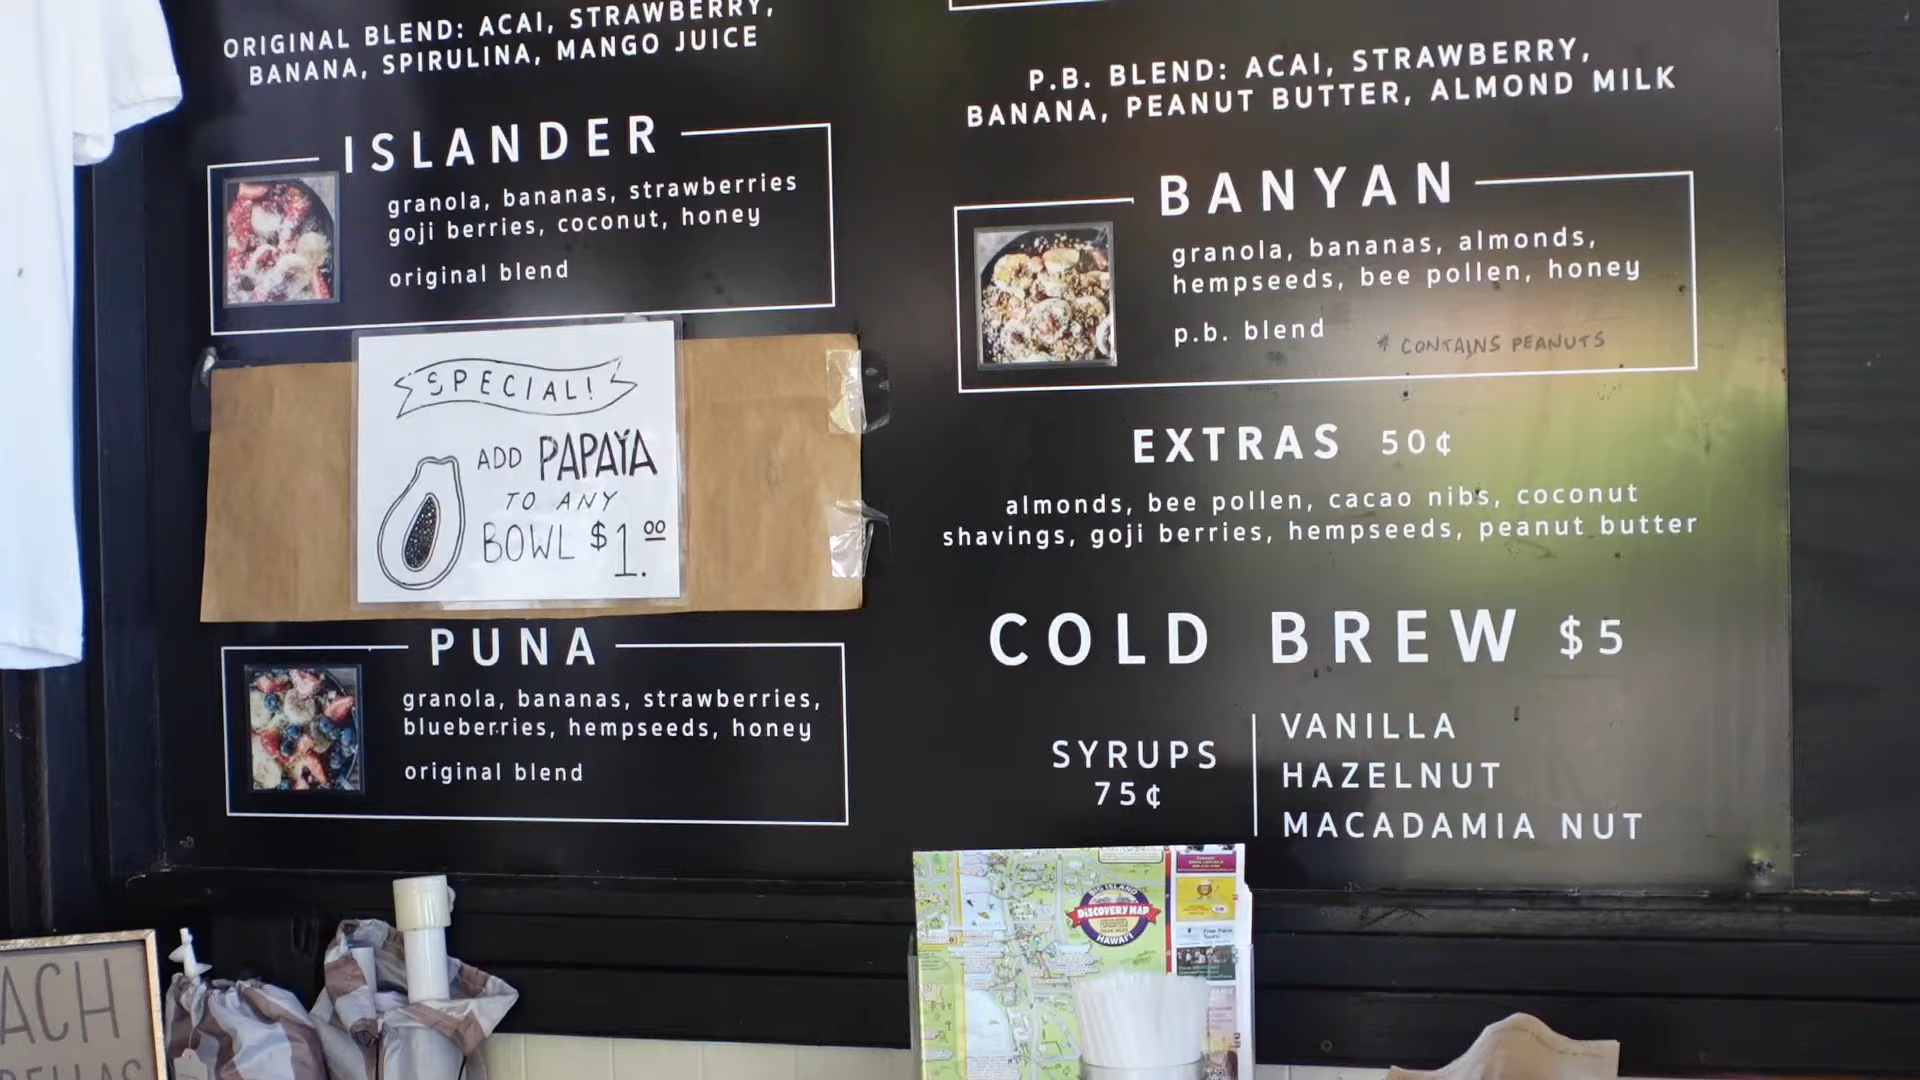 ORIGINAL BLEND: ACAI, STRAWBERRY,
BANANA, SPIRULINA, MANGO JUICE
ISLANDER
granola, bananas, strawberries
goji berries, coconut, honey
original blend
SPECIAL!
ADD PAPAYA
TO ANY
BOWL $1.00
PUNA
granola, bananas, strawberries,
blueberries, hempseeds, honey
original blend
P.B. BLEND: ACAI, STRAWBERRY,
BANANA, PEANUT BUTTER, ALMOND MILK
BANYAN
granola, bananas, almonds,
hempseeds, bee pollen, honey
p.b. blend
* CONTAINS PEANUTS
EXTRAS 50¢
almonds, bee pollen, cacao nibs, coconut
shavings, goji berries, hempseeds, peanut butter
COLD BREW $5
SYRUPS
75¢
VANILLA
HAZELNUT
MACADAMIA NUT
BIG ISLAND
DISCOVERY MAP
HAWAI'I
ACH